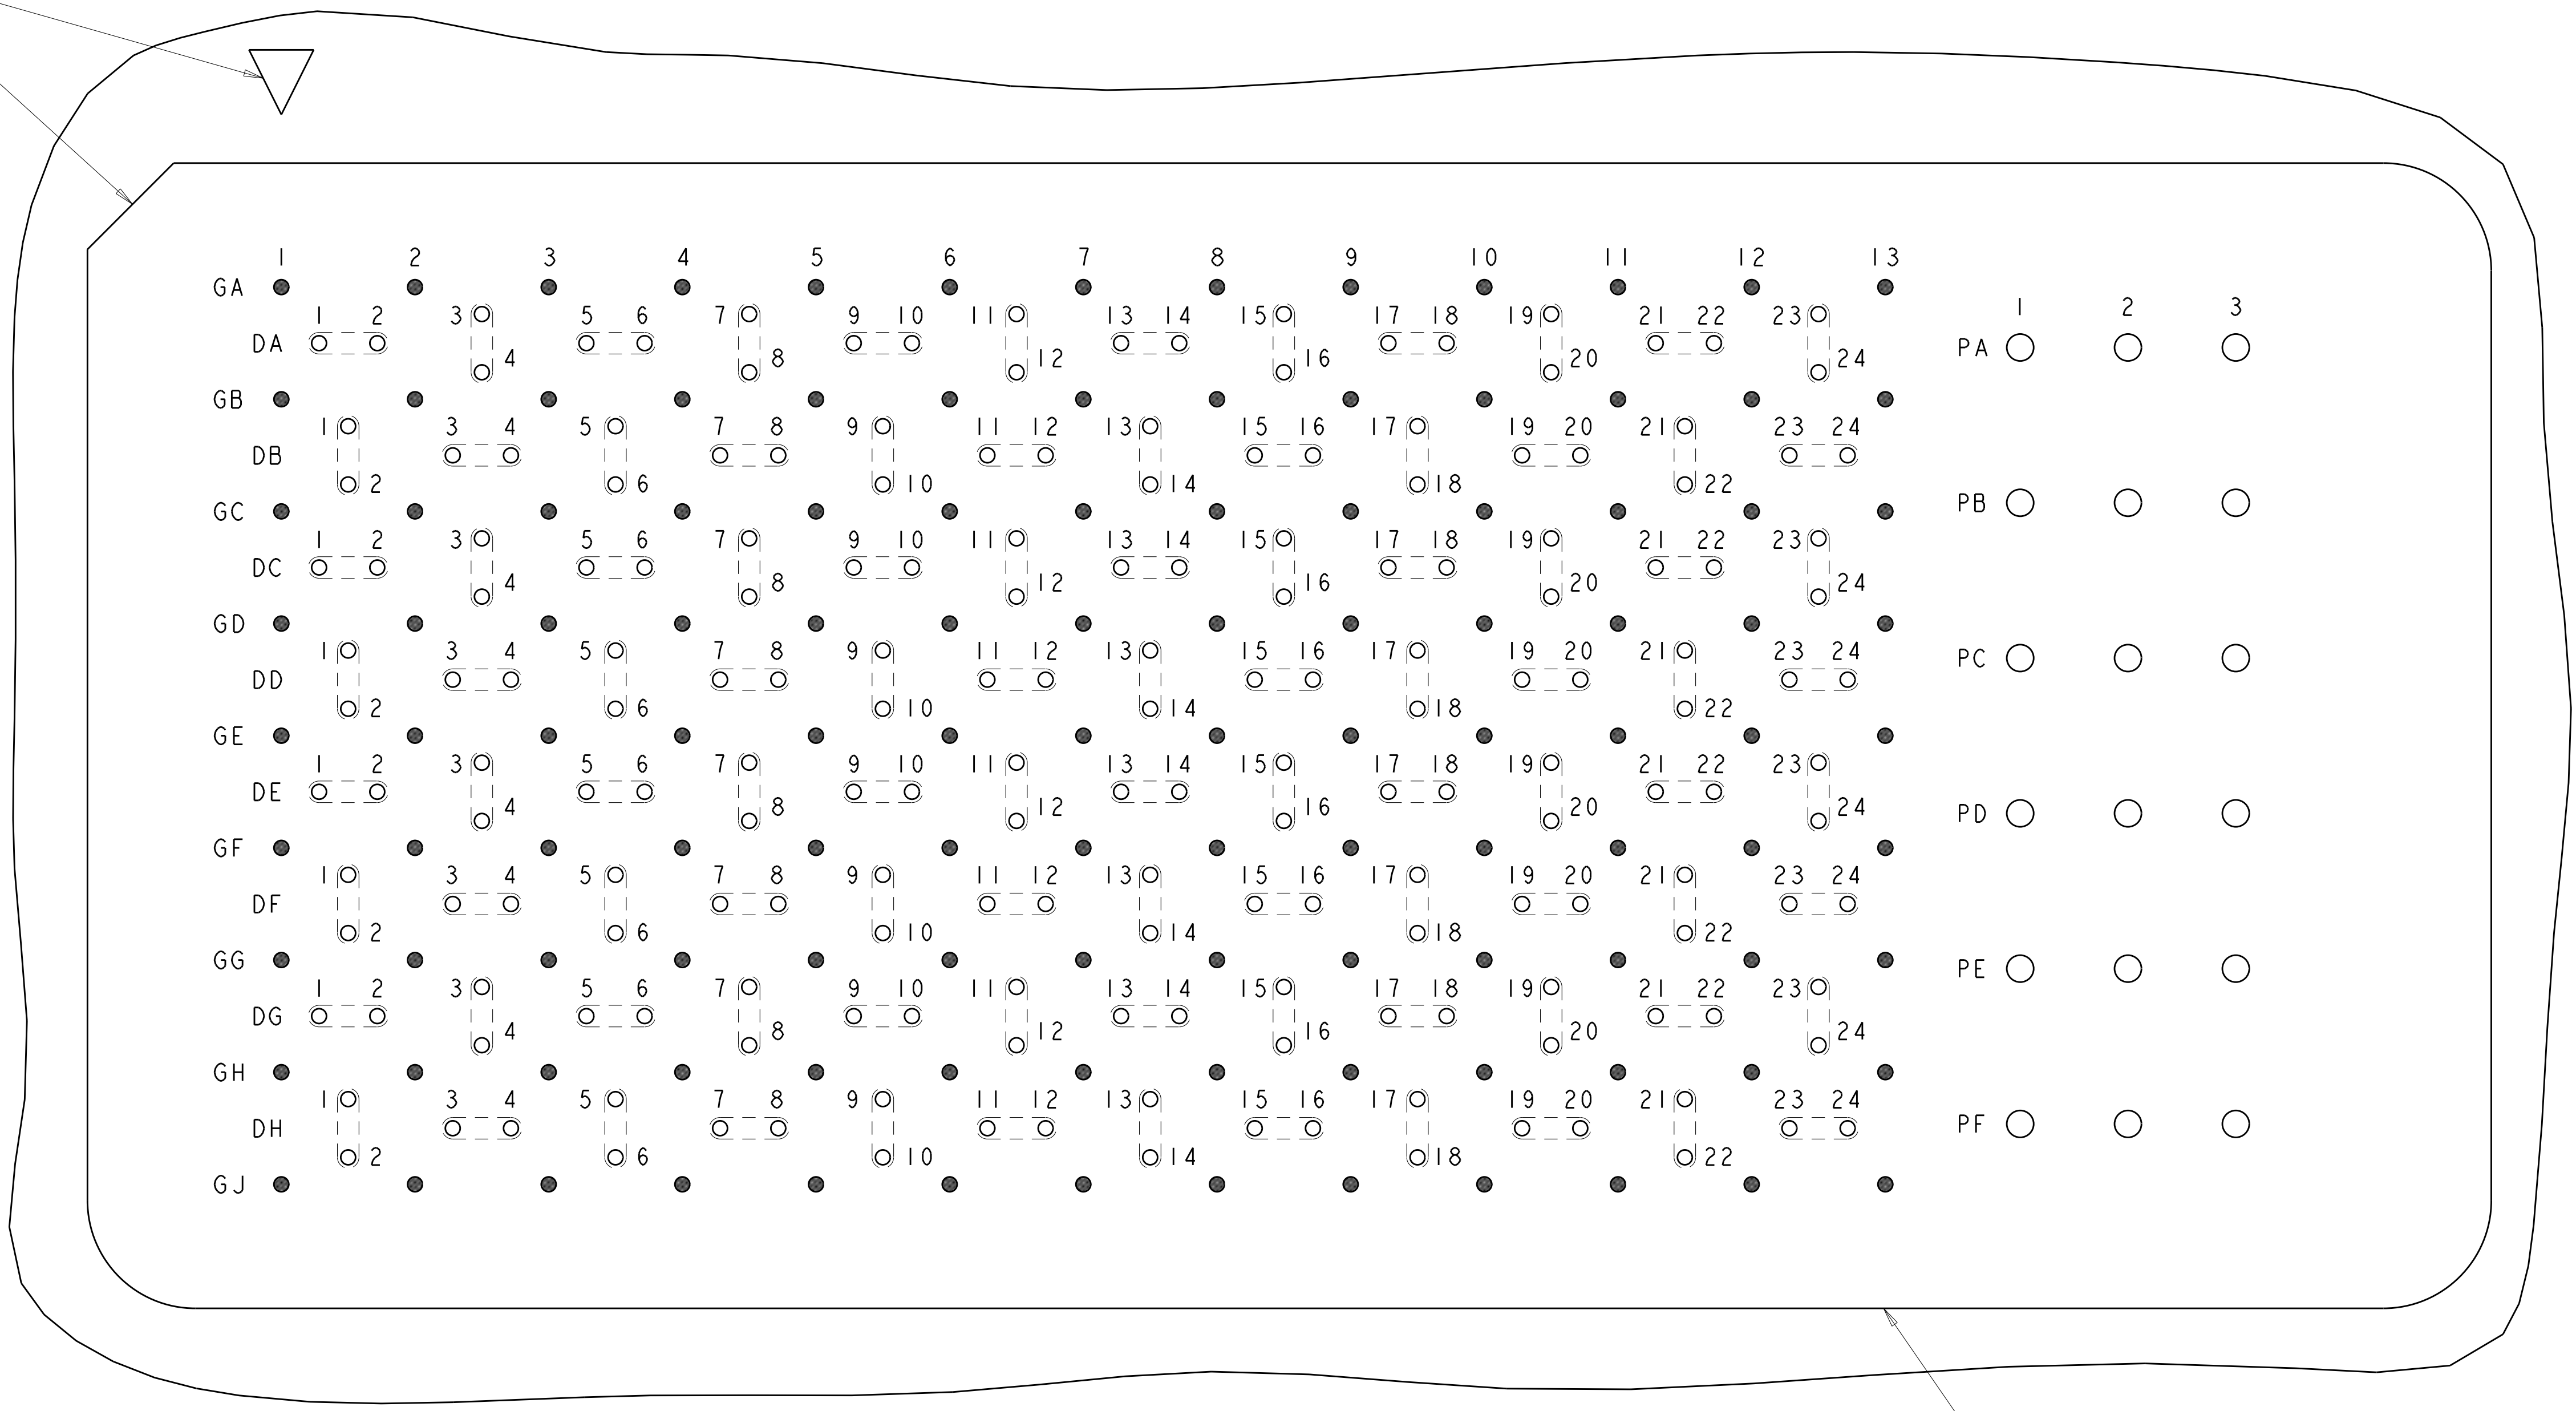 1 2 3 4 5 6 7 8 9 10 11 12 13
GA
1 2 3 5 6 7 9 10 11 13 14 15 17 18 19 21 22 23
1 2 3
DA
PA
4 8 12 16 20 24
GB
1 3 4 5 7 8 9 11 12 13 15 16 17 19 20 21 23 24
DB
2 6 10 14 18 22
PB
GC
1 2 3 5 6 7 9 10 11 13 14 15 17 18 19 21 22 23
DC
4 8 12 16 20 24
GD
1 3 4 5 7 8 9 11 12 13 15 16 17 19 20 21 23 24
PC
DD
2 6 10 14 18 22
GE
1 2 3 5 6 7 9 10 11 13 14 15 17 18 19 21 22 23
DE
4 8 12 16 20 24
PD
GF
1 3 4 5 7 8 9 11 12 13 15 16 17 19 20 21 23 24
DF
2 6 10 14 18 22
GG
PE
1 2 3 5 6 7 9 10 11 13 14 15 17 18 19 21 22 23
DG
4 8 12 16 20 24
GH
1 3 4 5 7 8 9 11 12 13 15 16 17 19 20 21 23 24
PF
DH
2 6 10 14 18 22
GJ